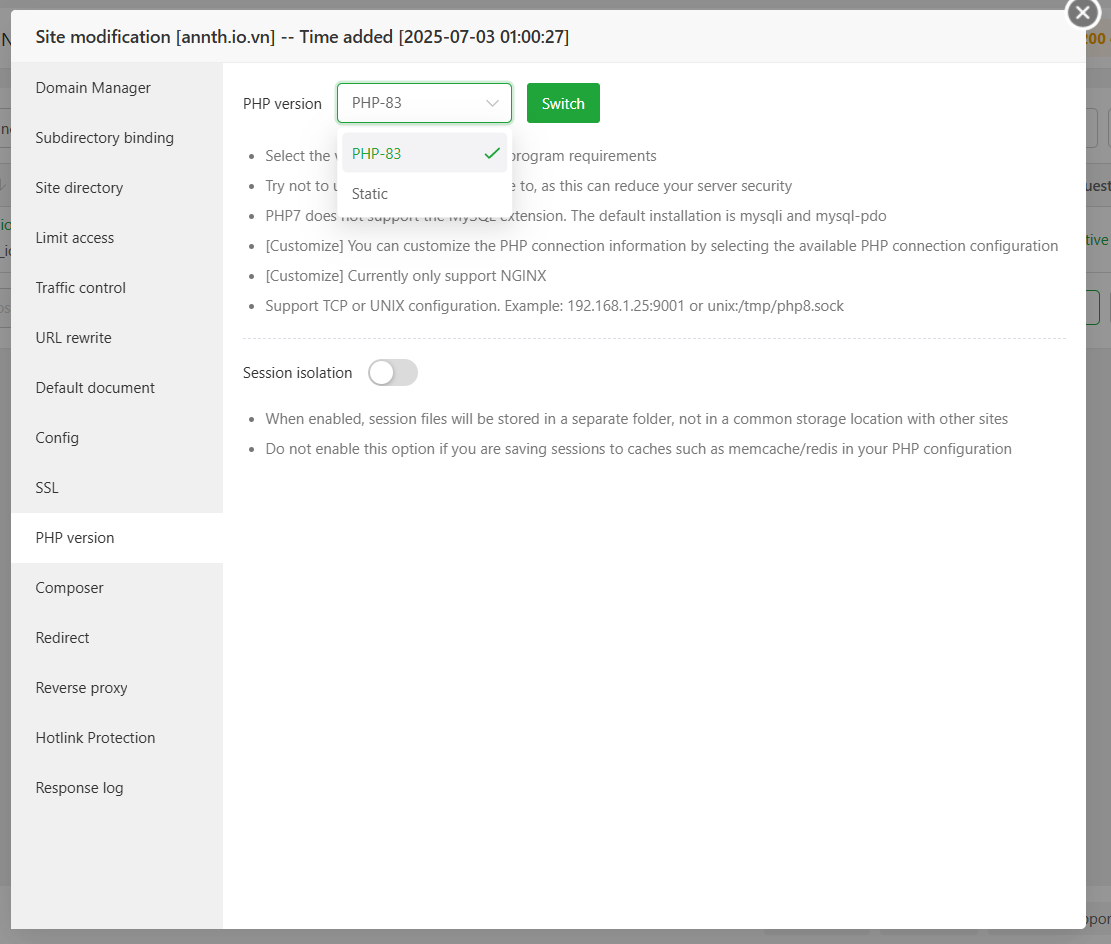 Site modification [annth.io.vn] -- Time added [2025-07-03 01:00:27]
Domain Manager
Subdirectory binding
Site directory
Limit access
Traffic control
URL rewrite
Default document
Config
SSL
PHP version
Composer
Redirect
Reverse proxy
Hotlink Protection
Response log
PHP version PHP-83 Switch
PHP-83
Static
Select the program requirements
Try not to e to, as this can reduce your server security
PHP7 does not support the MySQL extension. The default installation is mysqli and mysql-pdo
[Customize] You can customize the PHP connection information by selecting the available PHP connection configuration
[Customize] Currently only support NGINX
Support TCP or UNIX configuration. Example: 192.168.1.25:9001 or unix:/tmp/php8.sock
Session isolation
When enabled, session files will be stored in a separate folder, not in a common storage location with other sites
Do not enable this option if you are saving sessions to caches such as memcache/redis in your PHP configuration